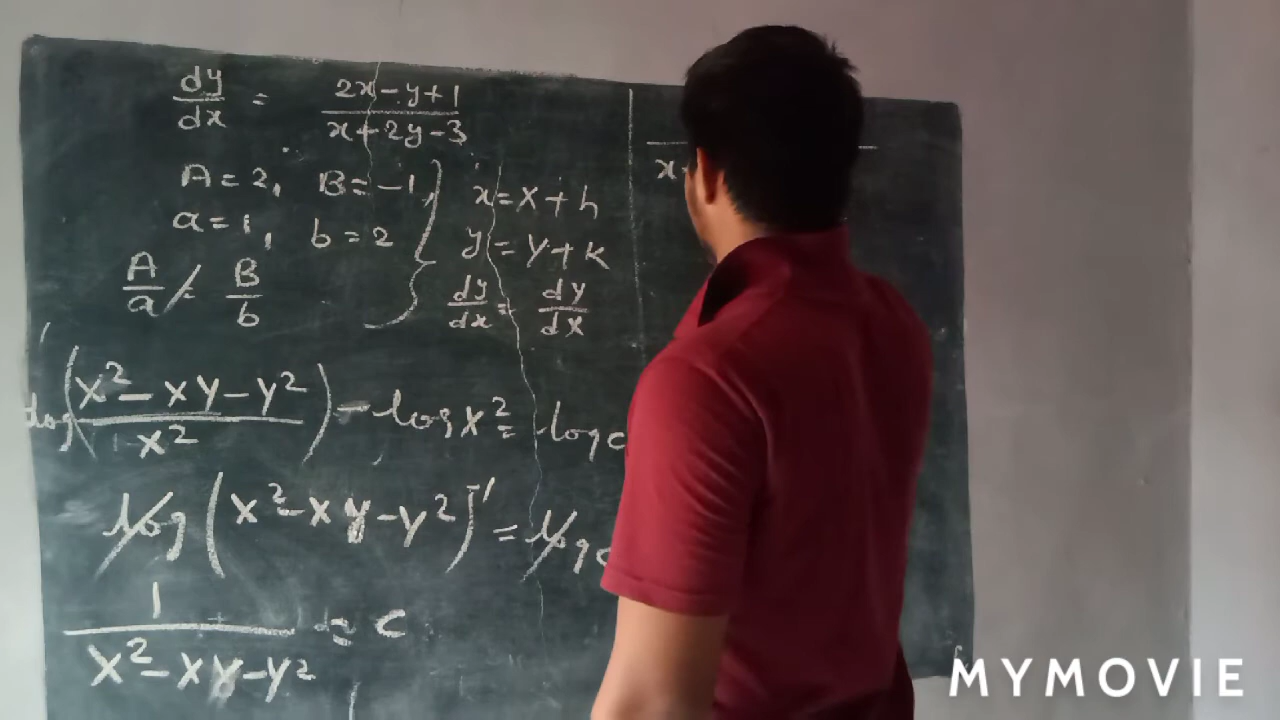 dy/dx = (2x - y + 1)/(x + 2y - 3)
A = 2, B = -1,
a = 1, b = 2
A/a ≠ B/b
x = X + h
y = Y + k
dy/dx = dY/dX
log((X² - XY - Y²)/X²) - log X² = log c
log(X² - XY - Y²)⁻¹ = log c
1/(X² - XY - Y²) = c
x
MYMOVIE